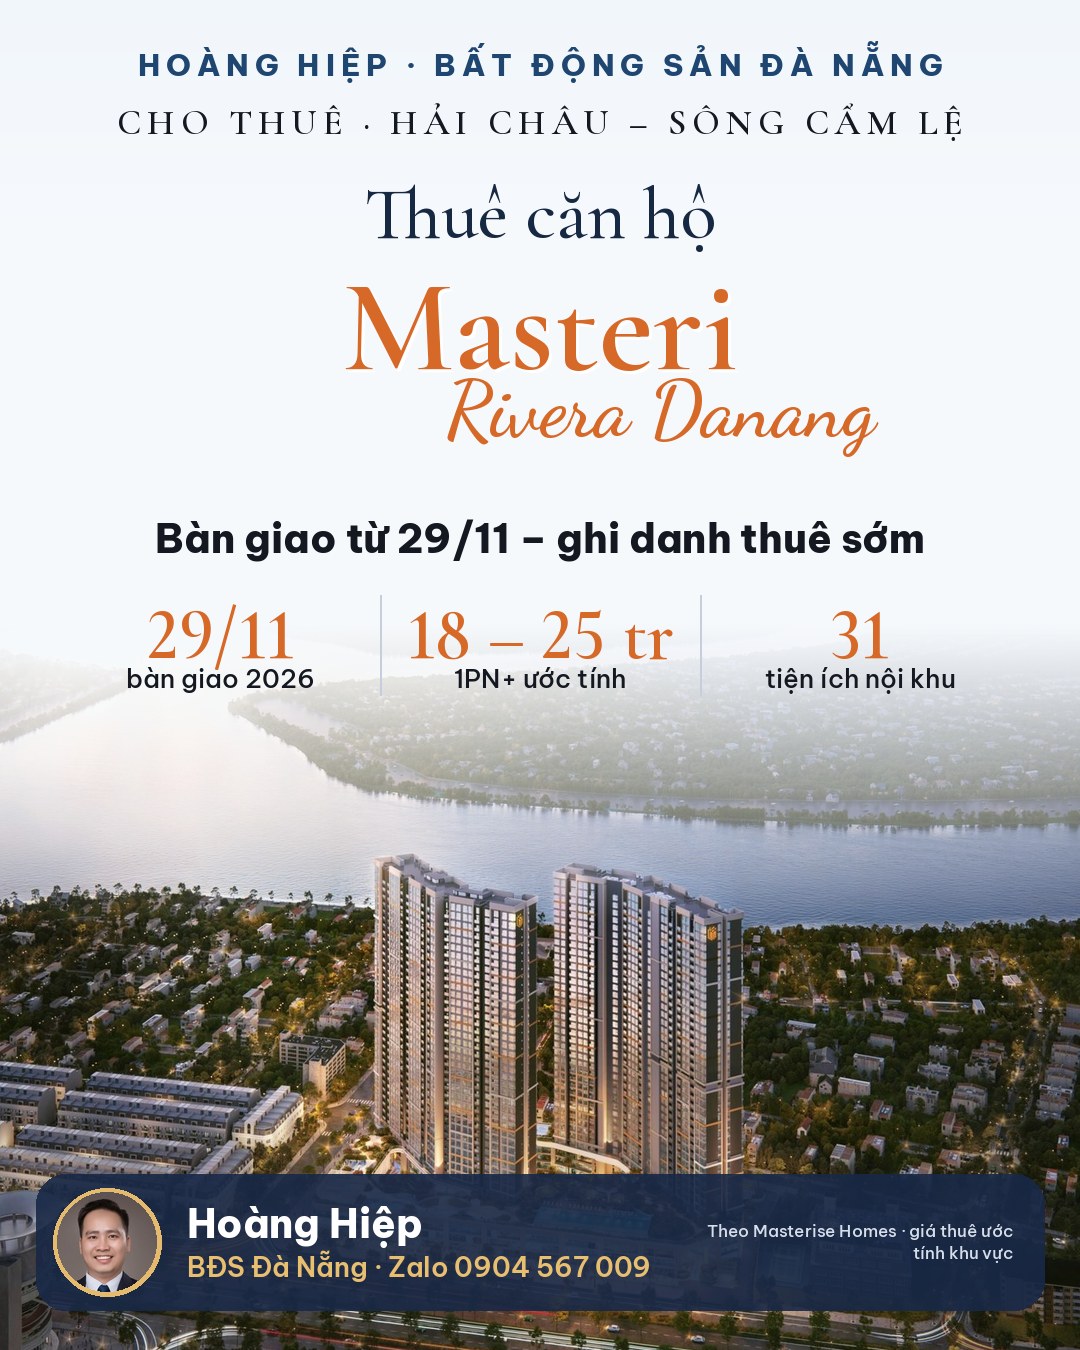 HOÀNG HIỆP · BẤT ĐỘNG SẢN ĐÀ NẴNG
CHO THUÊ · HẢI CHÂU – SÔNG CẨM LỆ
Thuê căn hộ
Masteri
Rivera Danang
Bàn giao từ 29/11 – ghi danh thuê sớm
29/11
bàn giao 2026
18 – 25 tr
1PN+ ước tính
31
tiện ích nội khu
Hoàng Hiệp
BĐS Đà Nẵng · Zalo 0904 567 009
Theo Masterise Homes · giá thuê ước
tính khu vực